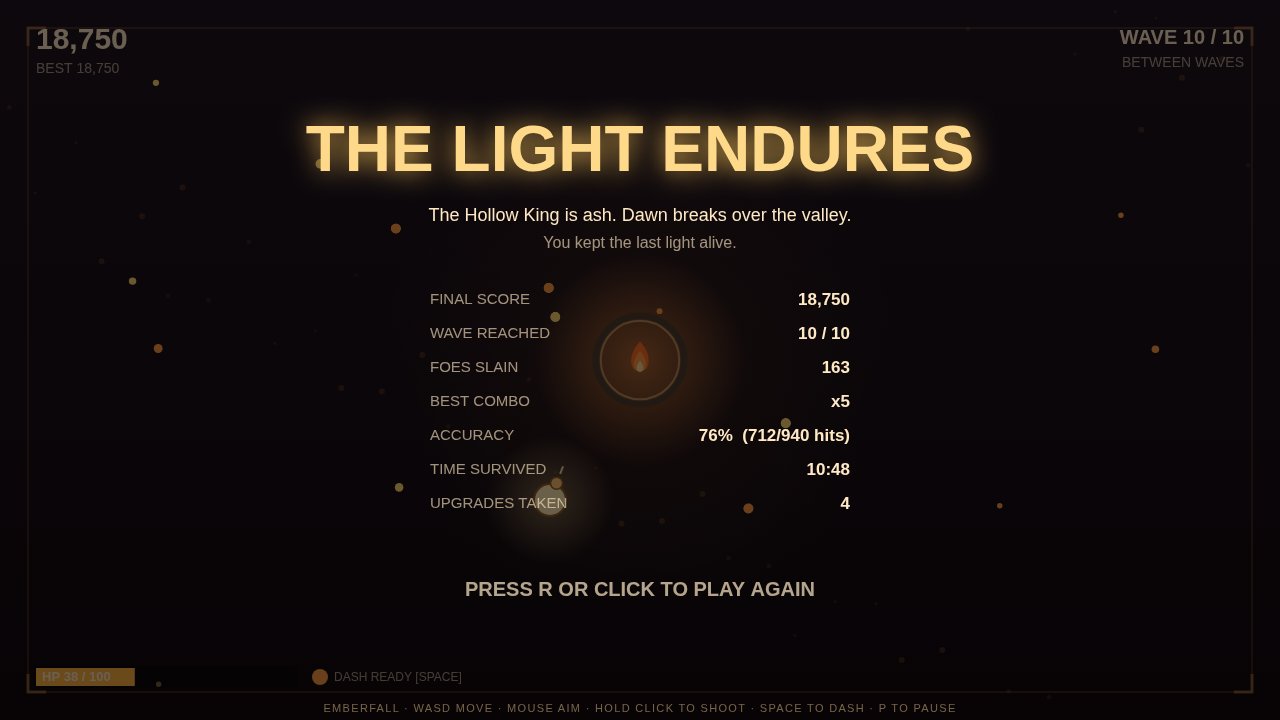 18,750
BEST 18,750
WAVE 10 / 10
BETWEEN WAVES
THE LIGHT ENDURES
The Hollow King is ash. Dawn breaks over the valley.
You kept the last light alive.
FINAL SCORE 18,750
WAVE REACHED 10 / 10
FOES SLAIN 163
BEST COMBO x5
ACCURACY 76% (712/940 hits)
TIME SURVIVED 10:48
UPGRADES TAKEN 4
PRESS R OR CLICK TO PLAY AGAIN
HP 38 / 100
DASH READY [SPACE]
EMBERFALL · WASD MOVE · MOUSE AIM · HOLD CLICK TO SHOOT · SPACE TO DASH · P TO PAUSE